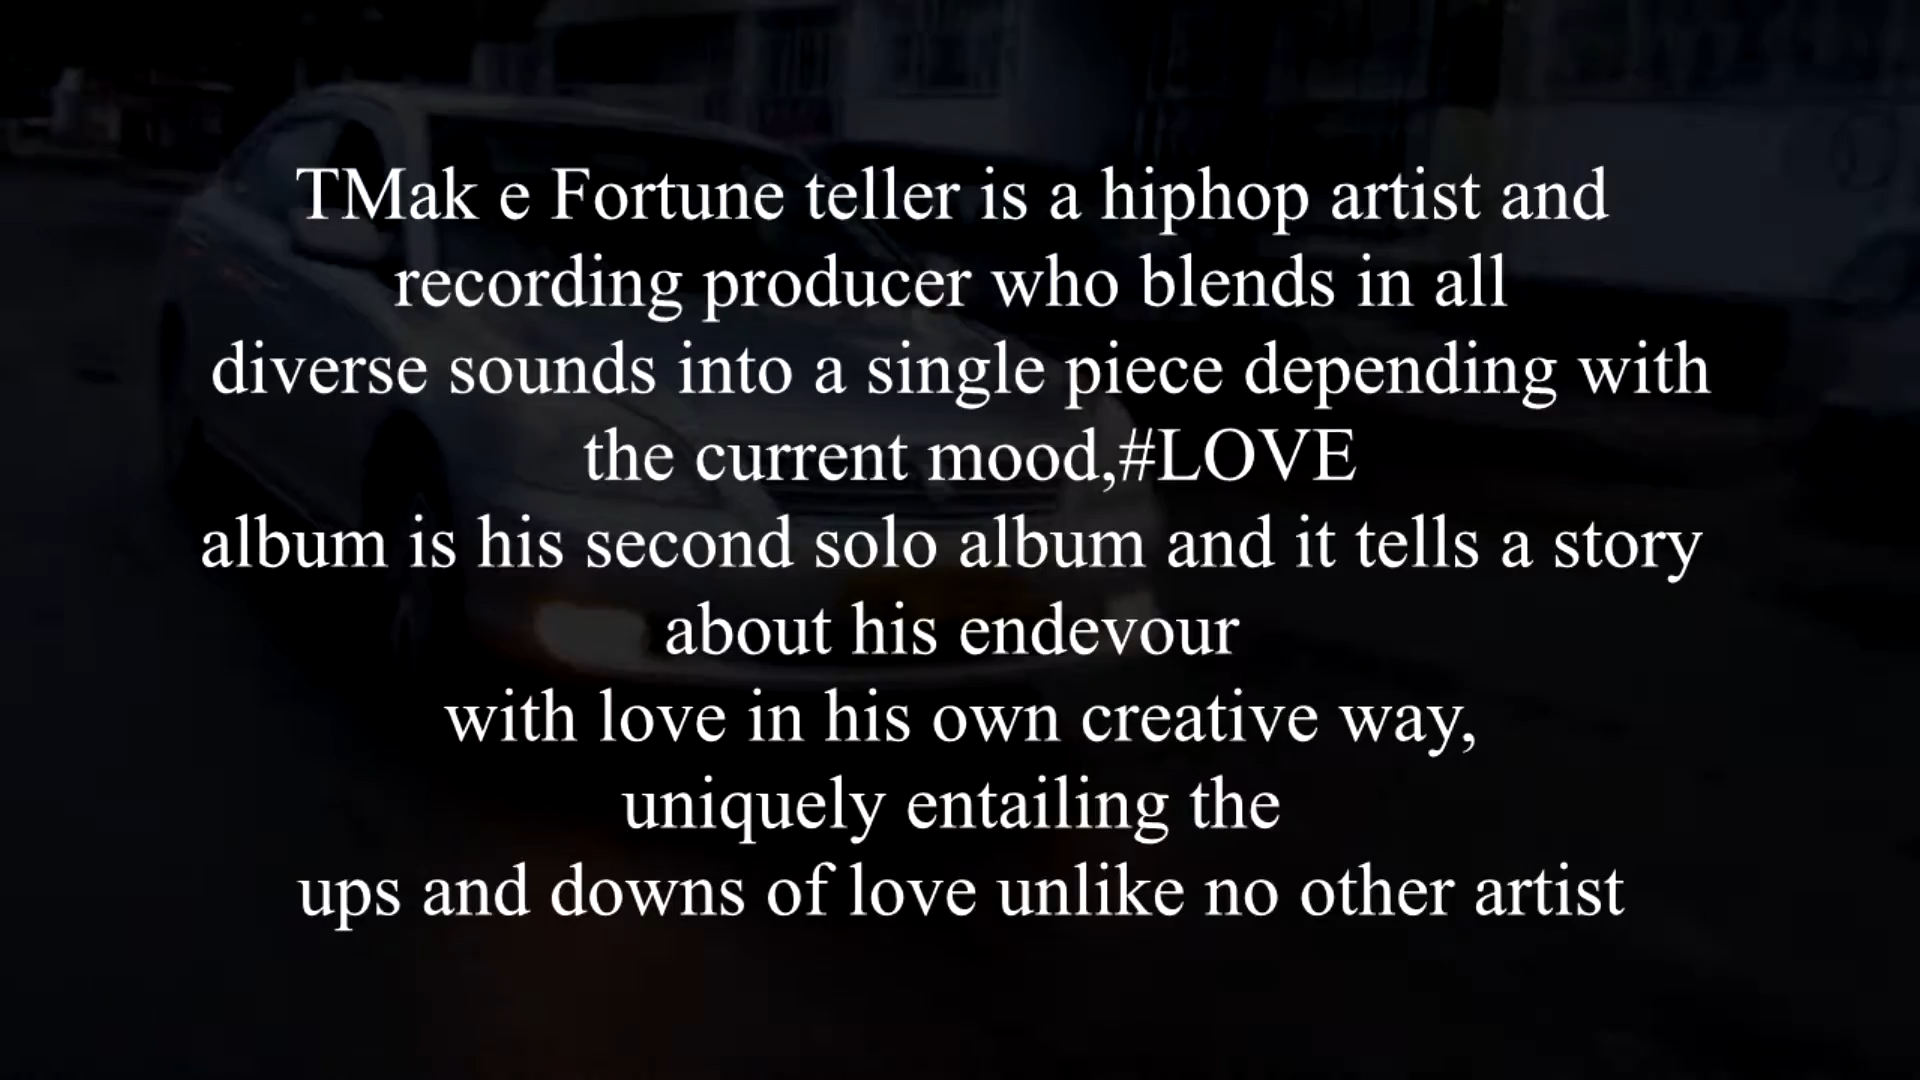 TMak e Fortune teller is a hiphop artist and
recording producer who blends in all
diverse sounds into a single piece depending with
the current mood,#LOVE
album is his second solo album and it tells a story
about his endevour
with love in his own creative way,
uniquely entailing the
ups and downs of love unlike no other artist